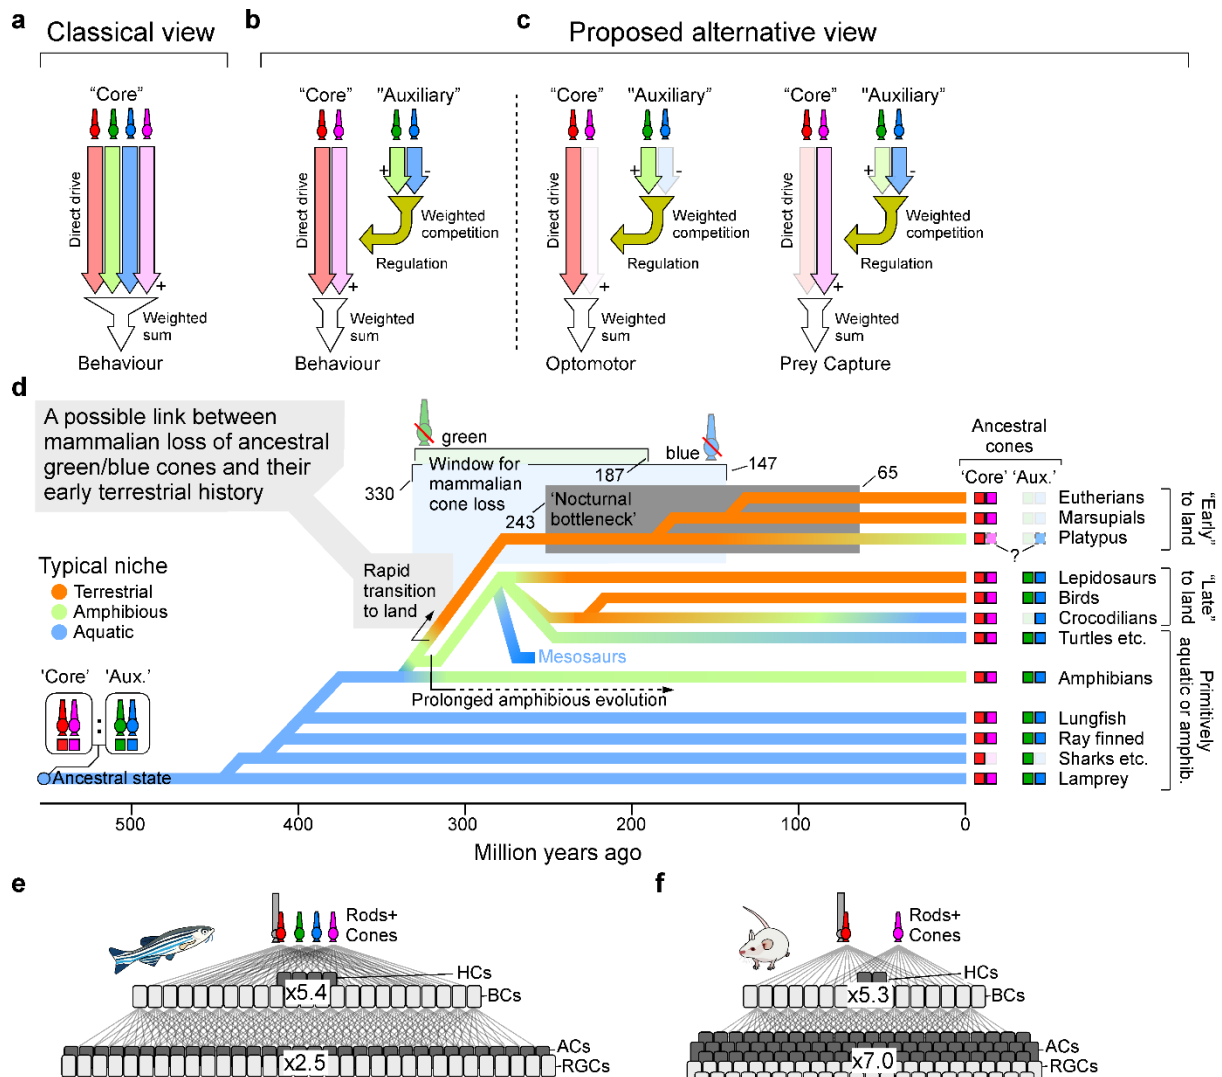 a
Classical view
b
c
Proposed alternative view
“Core”
Direct drive
+
Weighted
sum
Behaviour
“Core”
"Auxiliary”
Direct drive
+
-
Weighted
competition
Regulation
+
Weighted
sum
Behaviour
“Core”
"Auxiliary”
Direct drive
+
-
Weighted
competition
Regulation
+
Weighted
sum
Optomotor
“Core”
"Auxiliary”
Direct drive
+
-
Weighted
competition
Regulation
+
Weighted
sum
Prey Capture
d
A possible link between
mammalian loss of ancestral
green/blue cones and their
early terrestrial history
green
blue
Window for
mammalian
cone loss
330
187
147
65
243
'Nocturnal
bottleneck'
Rapid
transition
to land
Typical niche
Terrestrial
Amphibious
Aquatic
Mesosaurs
Prolonged amphibious evolution
'Core'
'Aux.'
:
Ancestral state
Ancestral
cones
'Core'
'Aux.'
Eutherians
Marsupials
Platypus
?
Lepidosaurs
Birds
Crocodilians
Turtles etc.
Amphibians
Lungfish
Ray finned
Sharks etc.
Lamprey
“Early”
to land
“Late”
to land
Primitively
aquatic or amphib.
500
400
300
200
100
0
Million years ago
e
Rods+
Cones
HCs
x5.4
BCs
ACs
x2.5
RGCs
f
Rods+
Cones
HCs
x5.3
BCs
ACs
x7.0
RGCs